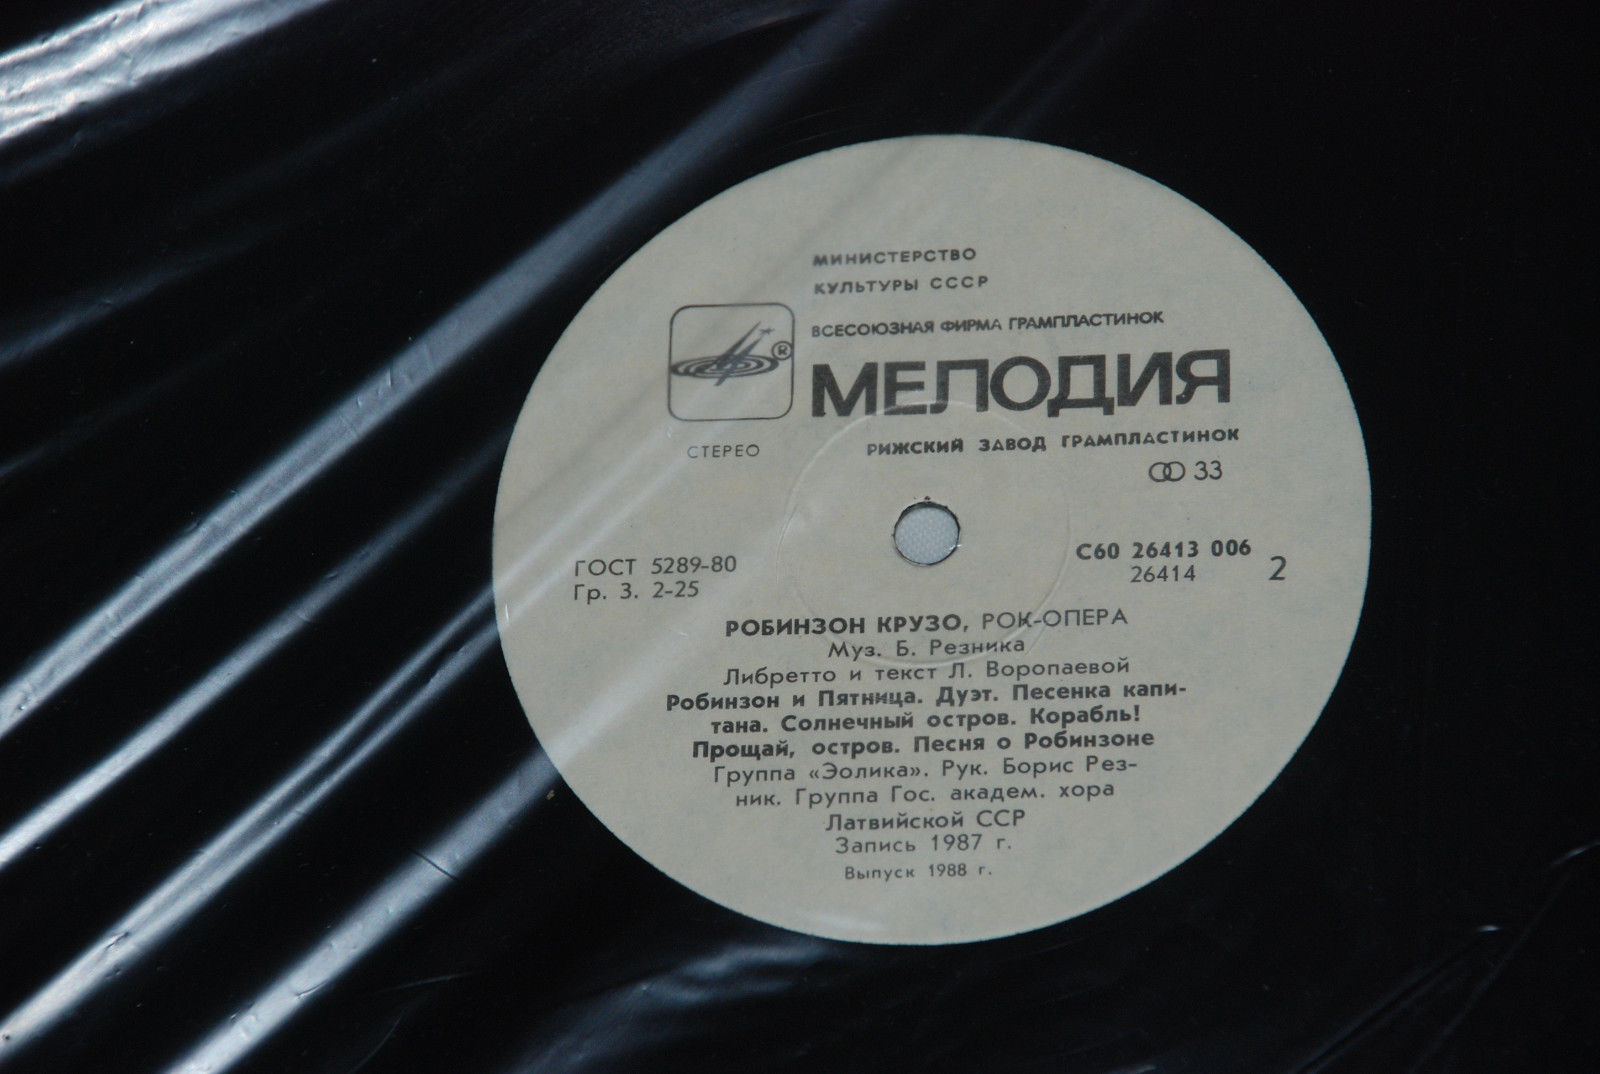 МИНИСТЕРСТВО
КУЛЬТУРЫ СССР
ВСЕСОЮЗНАЯ ФИРМА ГРАМПЛАСТИНОК
®
МЕЛОДИЯ
СТЕРЕО
РИЖСКИЙ ЗАВОД ГРАМПЛАСТИНОК
33
ГОСТ 5289-80
Гр. 3. 2-25
С60 26413 006
26414
2
РОБИНЗОН КРУЗО, РОК-ОПЕРА
Муз. Б. Резника
Либретто и текст Л. Воропаевой
Робинзон и Пятница. Дуэт. Песенка капи-
тана. Солнечный остров. Корабль!
Прощай, остров. Песня о Робинзоне
Группа «Эолика». Рук. Борис Рез-
ник. Группа Гос. академ. хора
Латвийской ССР
Запись 1987 г.
Выпуск 1988 г.